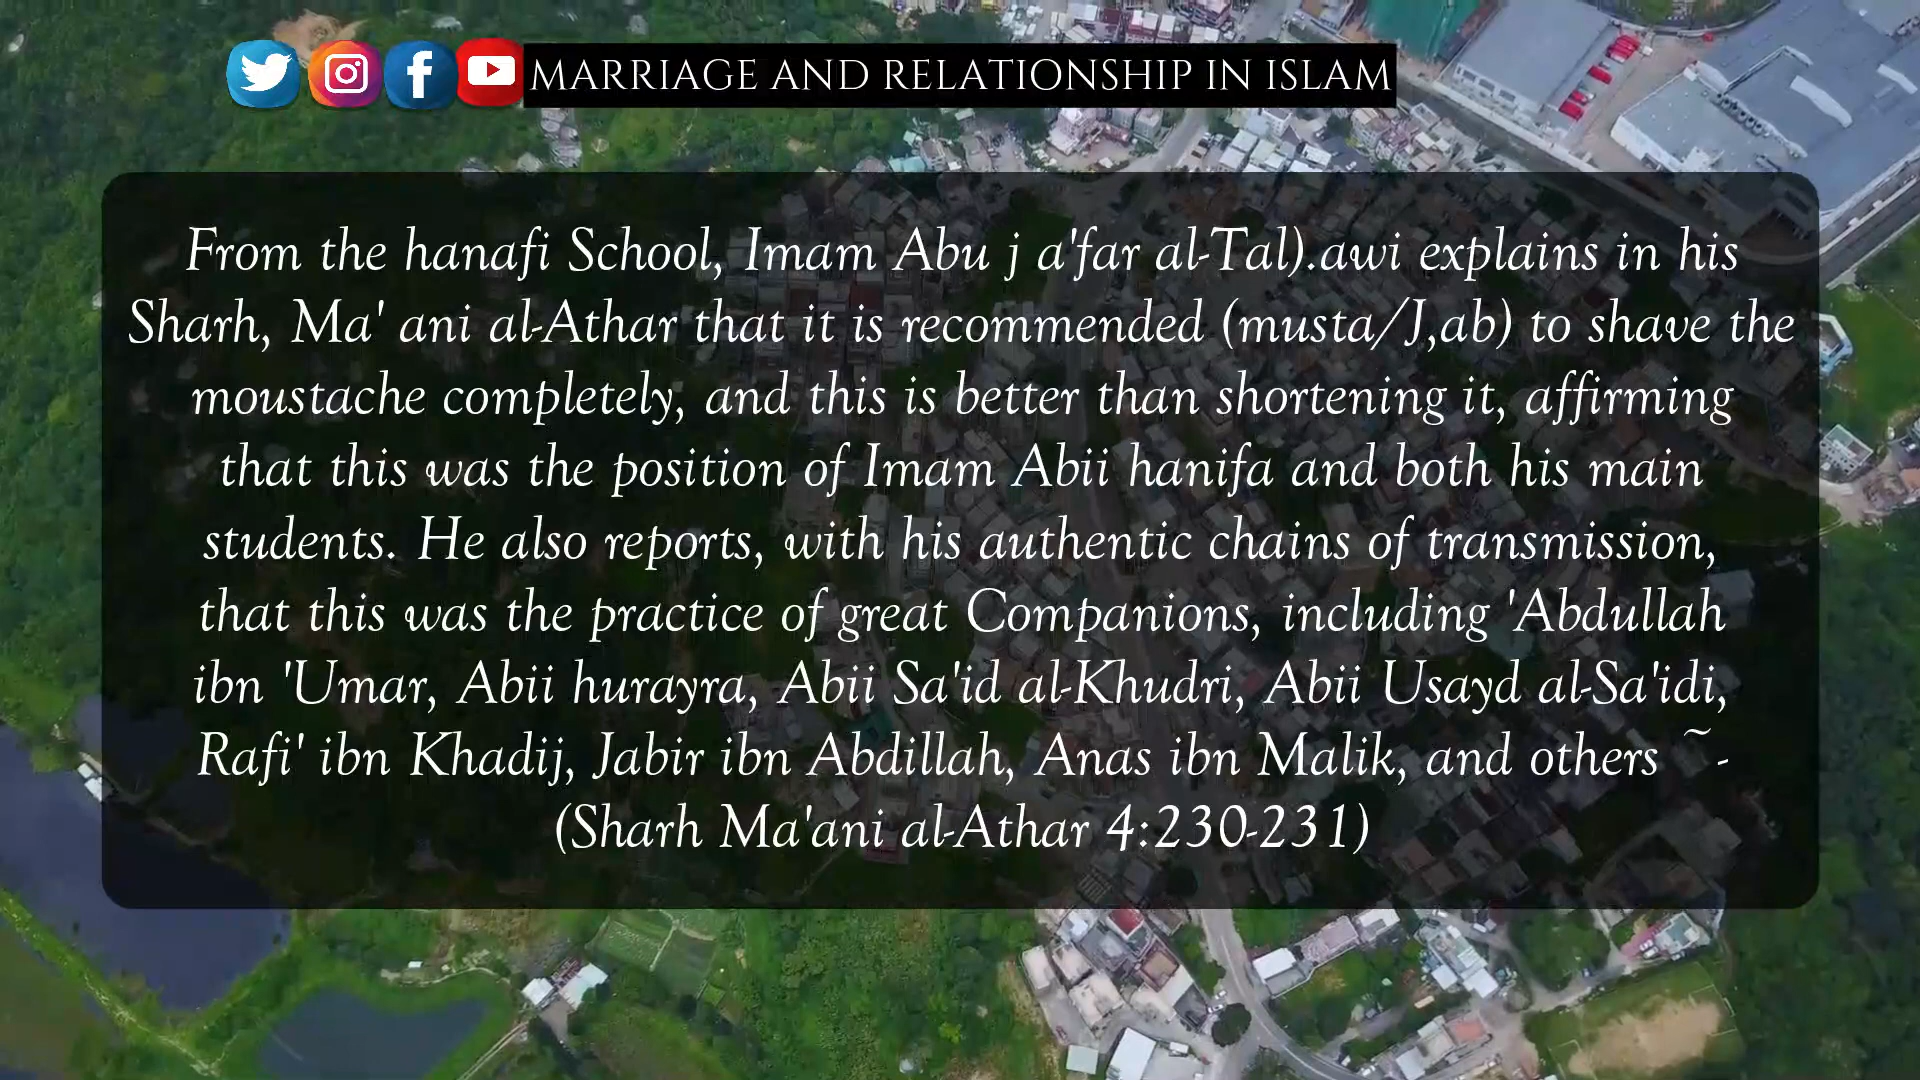 MARRIAGE AND RELATIONSHIP IN ISLAM
From the hanafi School, Imam Abu j a'far al-Tal).awi explains in his
Sharh, Ma' ani al-Athar that it is recommended (musta/J,ab) to shave the
moustache completely, and this is better than shortening it, affirming
that this was the position of Imam Abii hanifa and both his main
students. He also reports, with his authentic chains of transmission,
that this was the practice of great Companions, including 'Abdullah
ibn 'Umar, Abii hurayra, Abii Sa'id al-Khudri, Abii Usayd al-Sa'idi,
Rafi' ibn Khadij, Jabir ibn Abdillah, Anas ibn Malik, and others ~-
(Sharh Ma'ani al-Athar 4:230-231)